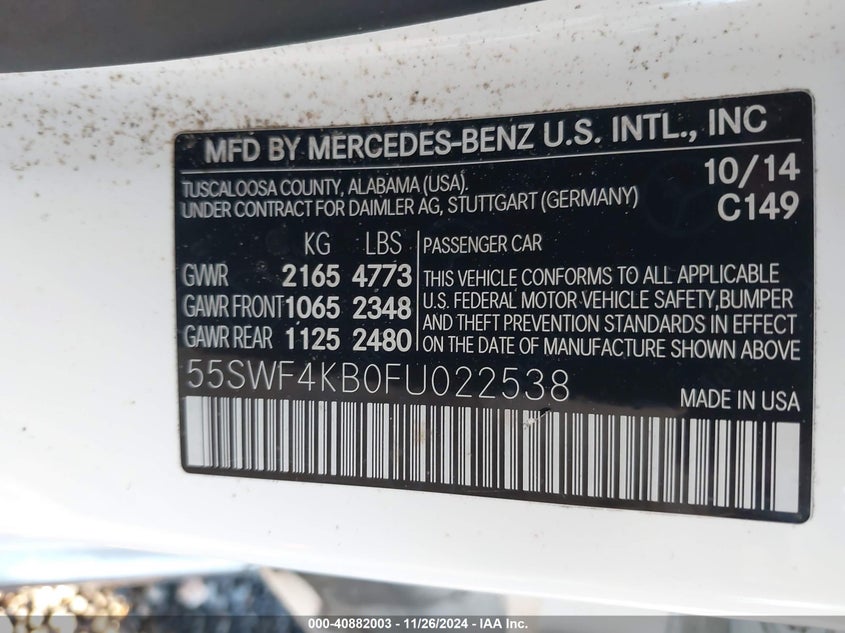 MFD BY MERCEDES-BENZ U.S. INTL., INC
TUSCALOOSA COUNTY, ALABAMA (USA). 10/14
UNDER CONTRACT FOR DAIMLER AG, STUTTGART (GERMANY) C149
KG LBS PASSENGER CAR
GVWR 2165 4773 THIS VEHICLE CONFORMS TO ALL APPLICABLE
GAWR FRONT 1065 2348 U.S. FEDERAL MOTOR VEHICLE SAFETY, BUMPER
GAWR REAR 1125 2480 AND THEFT PREVENTION STANDARDS IN EFFECT
ON THE DATE OF MANUFACTURE SHOWN ABOVE
55SWF4KB0FU022538 MADE IN USA
000-40882003 - 11/26/2024 - IAA Inc.